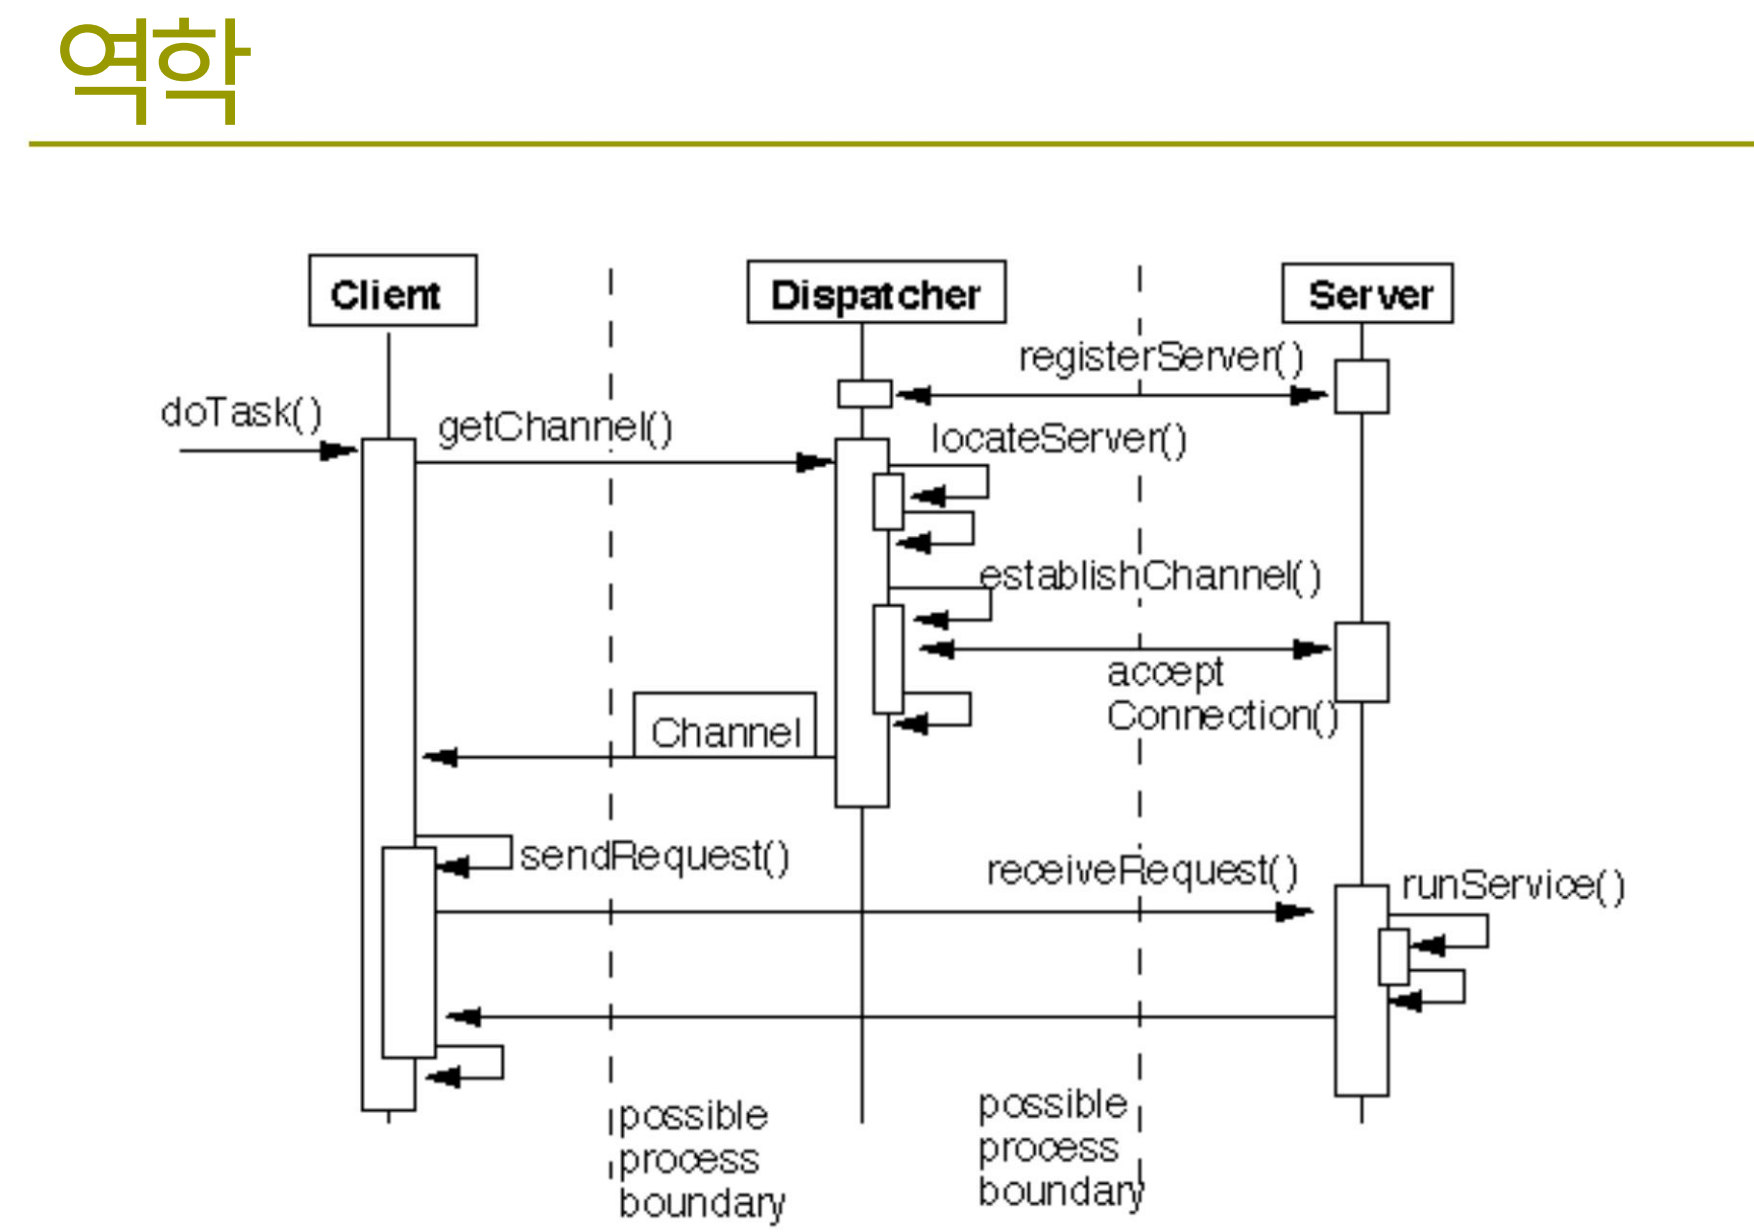 역학
Client
Dispatcher
Server
registerServer()
doTask()
getChannel()
locateServer()
establishChannel()
accept
Connection()
Channel
sendRequest()
receiveRequest()
runService()
possible
process
boundary
possible
process
boundary